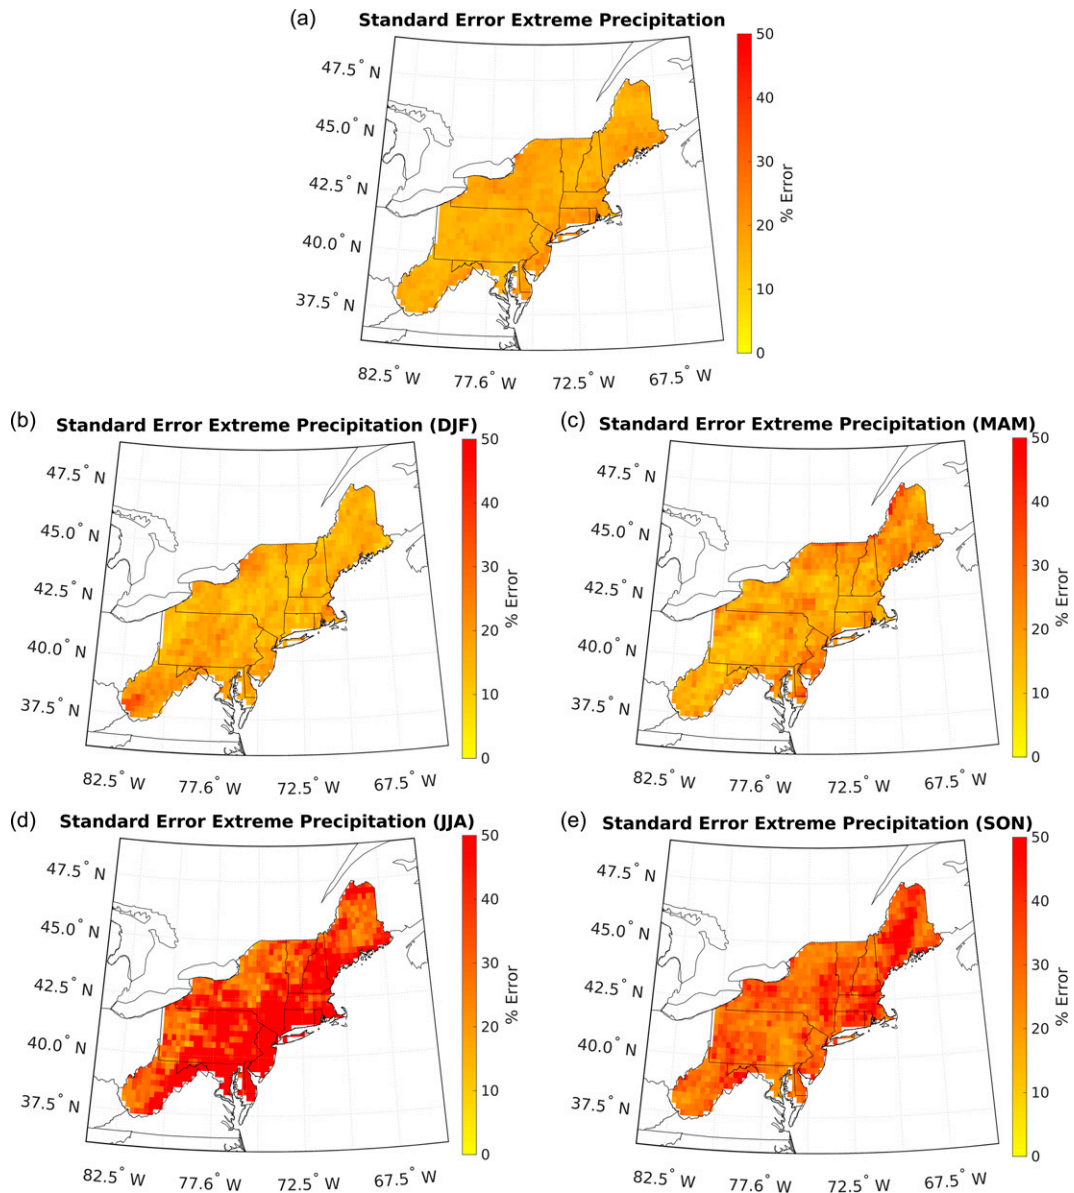 (a) Standard Error Extreme Precipitation
47.5° N
45.0° N
42.5° N
40.0° N
37.5° N
82.5° W 77.6° W 72.5° W 67.5° W
50
40
30
20
10
0
% Error
(b) Standard Error Extreme Precipitation (DJF)
47.5° N
45.0° N
42.5° N
40.0° N
37.5° N
82.5° W 77.6° W 72.5° W 67.5° W
50
40
30
20
10
0
% Error
(c) Standard Error Extreme Precipitation (MAM)
47.5° N
45.0° N
42.5° N
40.0° N
37.5° N
82.5° W 77.6° W 72.5° W 67.5° W
50
40
30
20
10
0
% Error
(d) Standard Error Extreme Precipitation (JJA)
47.5° N
45.0° N
42.5° N
40.0° N
37.5° N
82.5° W 77.6° W 72.5° W 67.5° W
50
40
30
20
10
0
% Error
(e) Standard Error Extreme Precipitation (SON)
47.5° N
45.0° N
42.5° N
40.0° N
37.5° N
82.5° W 77.6° W 72.5° W 67.5° W
50
40
30
20
10
0
% Error